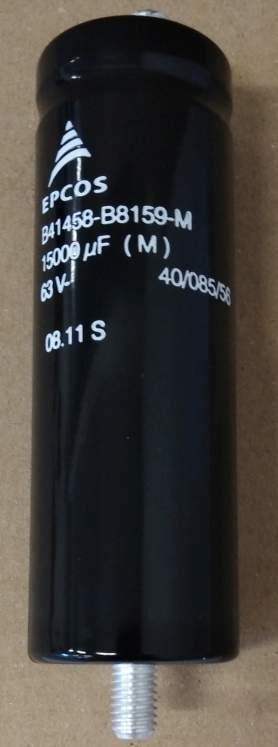 EPCOS
B41458-B8159-M
15000 µF (M)
63 V- 40/085/56
08.11 S